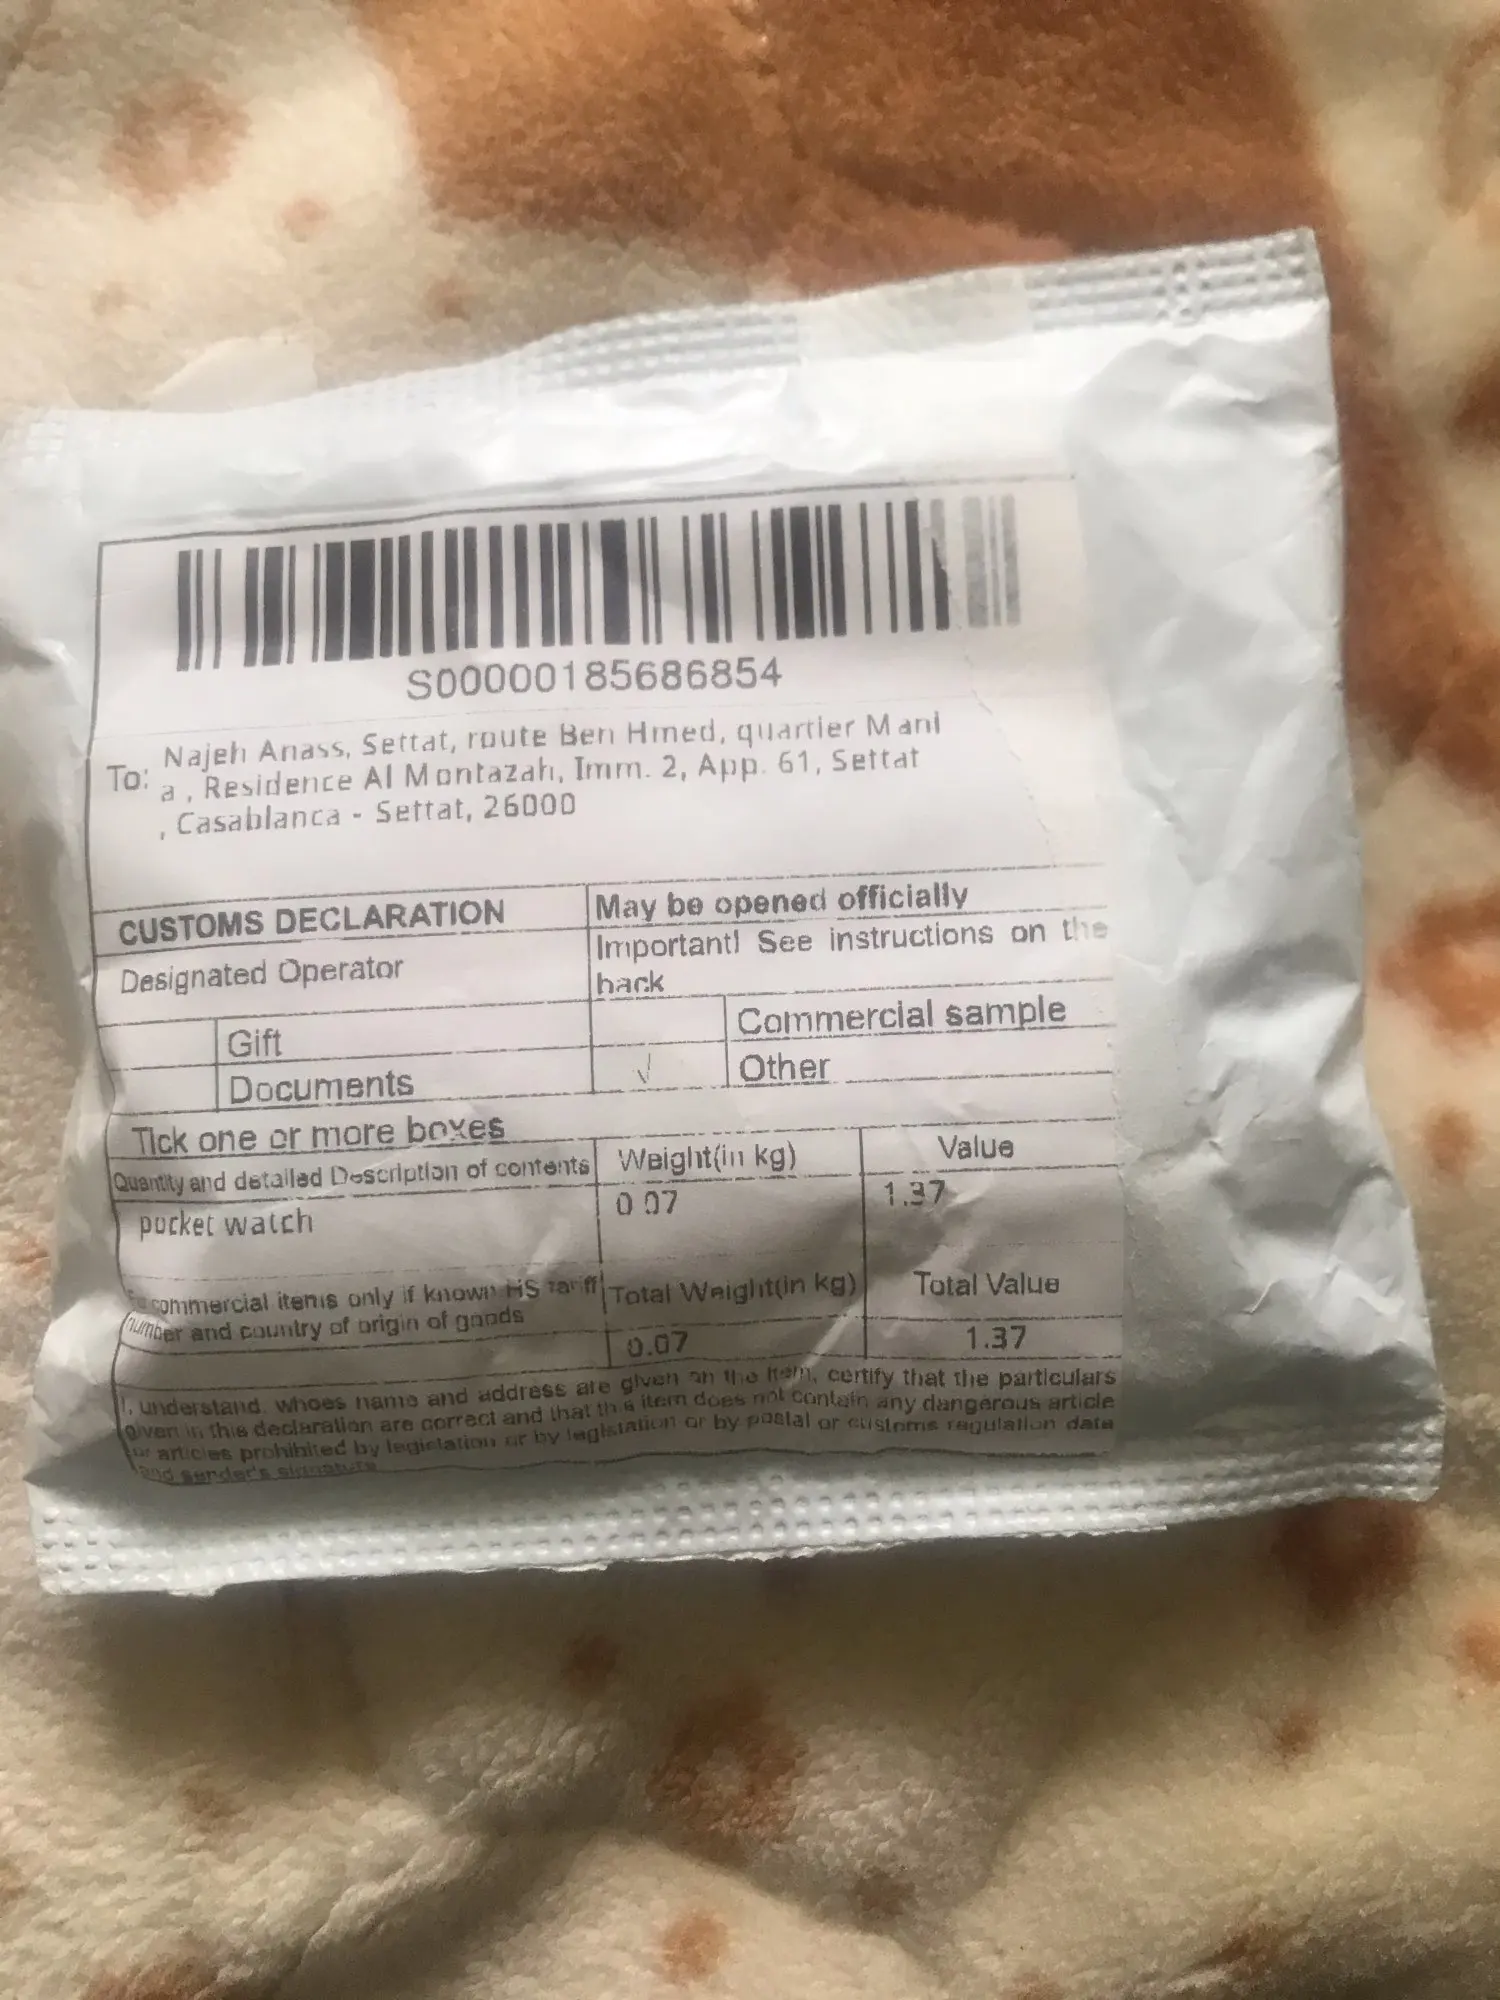 S00000185686854
To: Najeh Anass, Settat, route Ben Hmed, quartier Mani
a , Residence Al Montazah, Imm. 2, App. 61, Settat
, Casablanca - Settat, 26000
CUSTOMS DECLARATION
May be opened officially
Designated Operator
Important! See instructions on the
back
Gift
Commercial sample
Documents
√ Other
Tick one or more boxes
Quantity and detailed Description of contents
Weight(in kg)
Value
pocket watch
0.07
1.37
commercial items only if known HS tariff
number and country of origin of goods
Total Weight(in kg)
Total Value
0.07
1.37
I, understand. whoes name and address are given on the item, certify that the particulars
given in this declaration are correct and that this item does not contain any dangerous article
or articles prohibited by legislation or by legislation or by postal or customs regulation date
and sender's signature